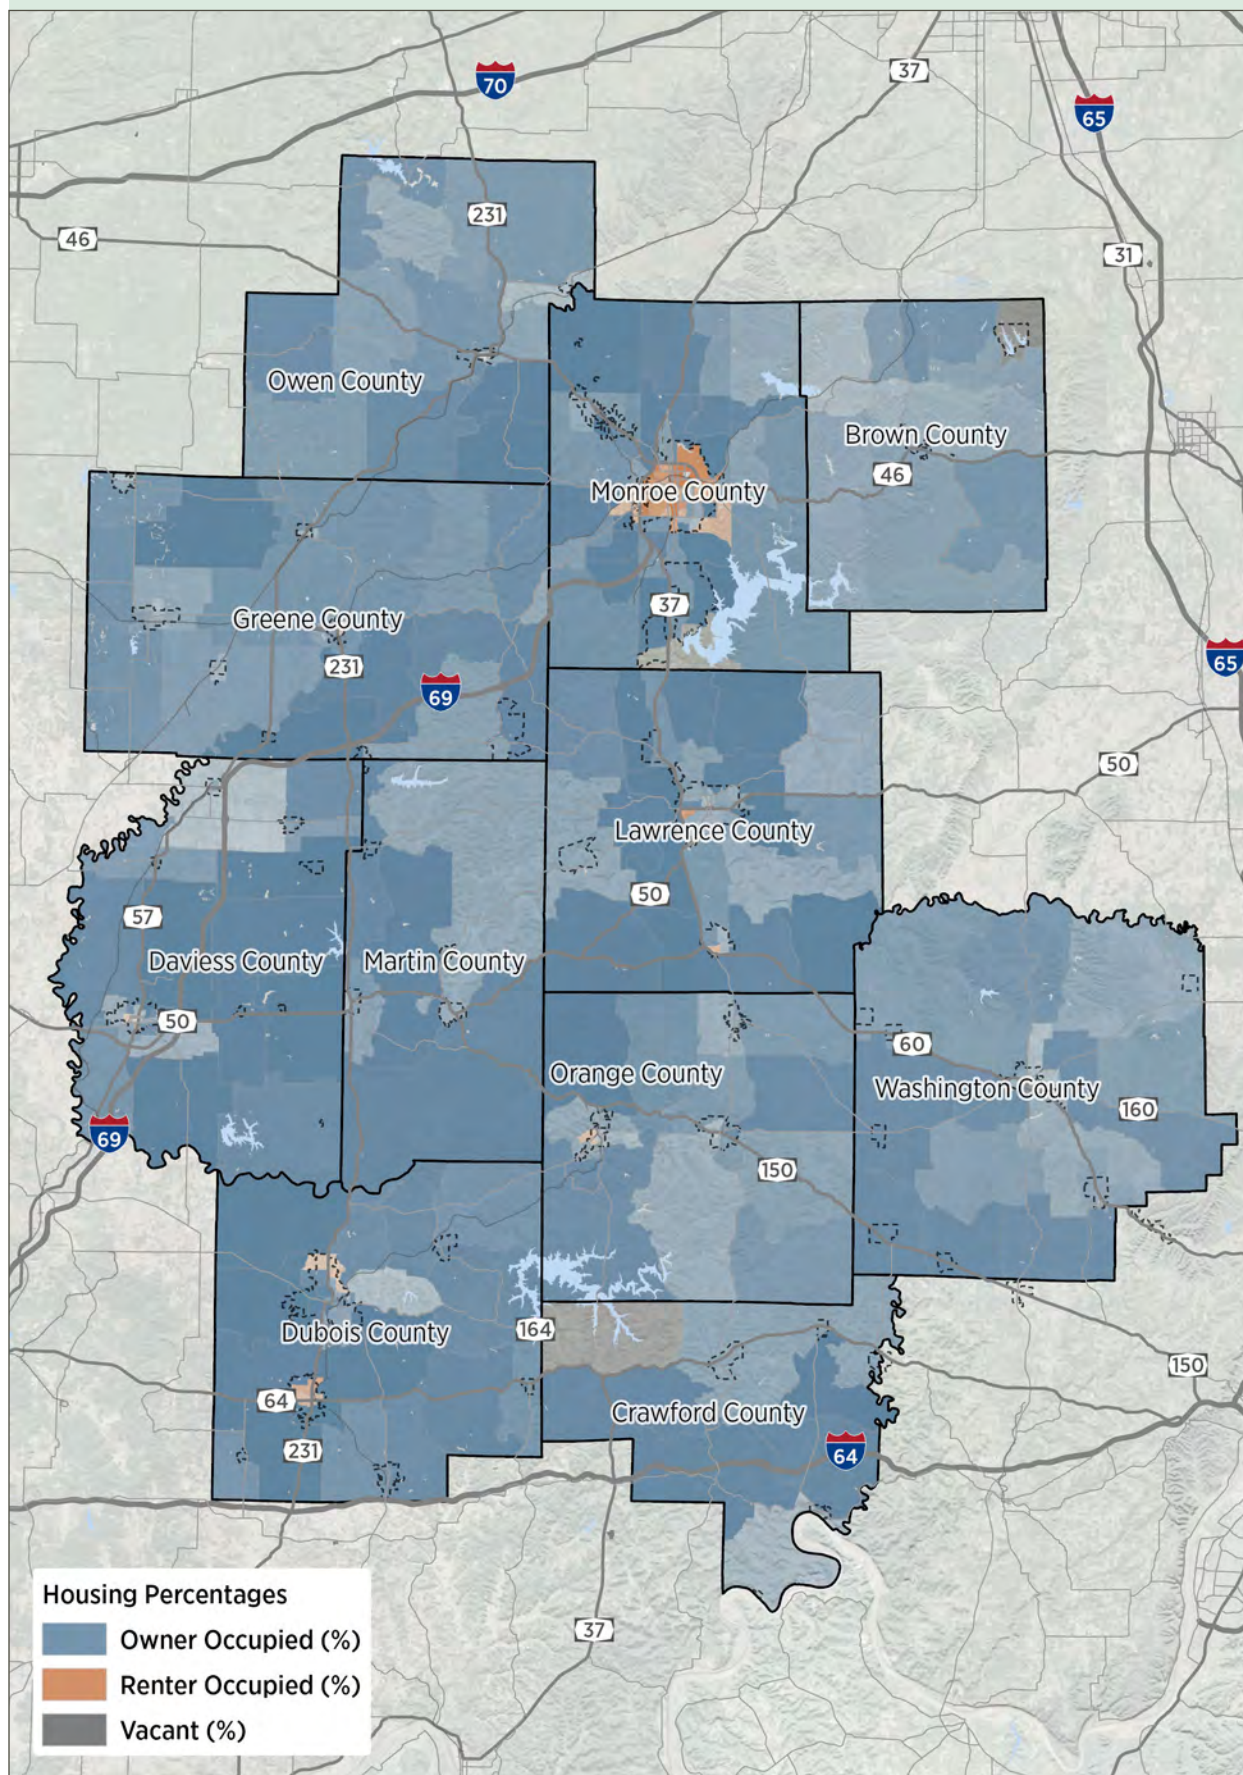 70
37
65
231
46
31
Owen County
Brown County
46
Monroe County
37
Greene County
231
65
69
50
Lawrence County
50
57
Daviess County
Martin County
50
60
Orange County
Washington County
160
69
150
164
Dubois County
150
64
Crawford County
231
64
37
Housing Percentages
Owner Occupied (%)
Renter Occupied (%)
Vacant (%)